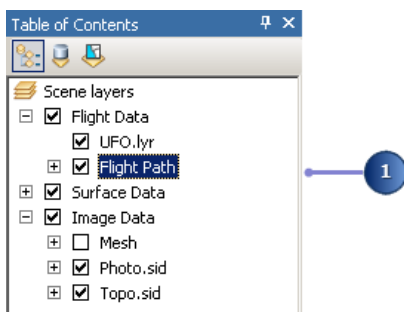 Table of Contents
Scene layers
Flight Data
UFO.lyr
Flight Path
1
Surface Data
Image Data
Mesh
Photo.sid
Topo.sid